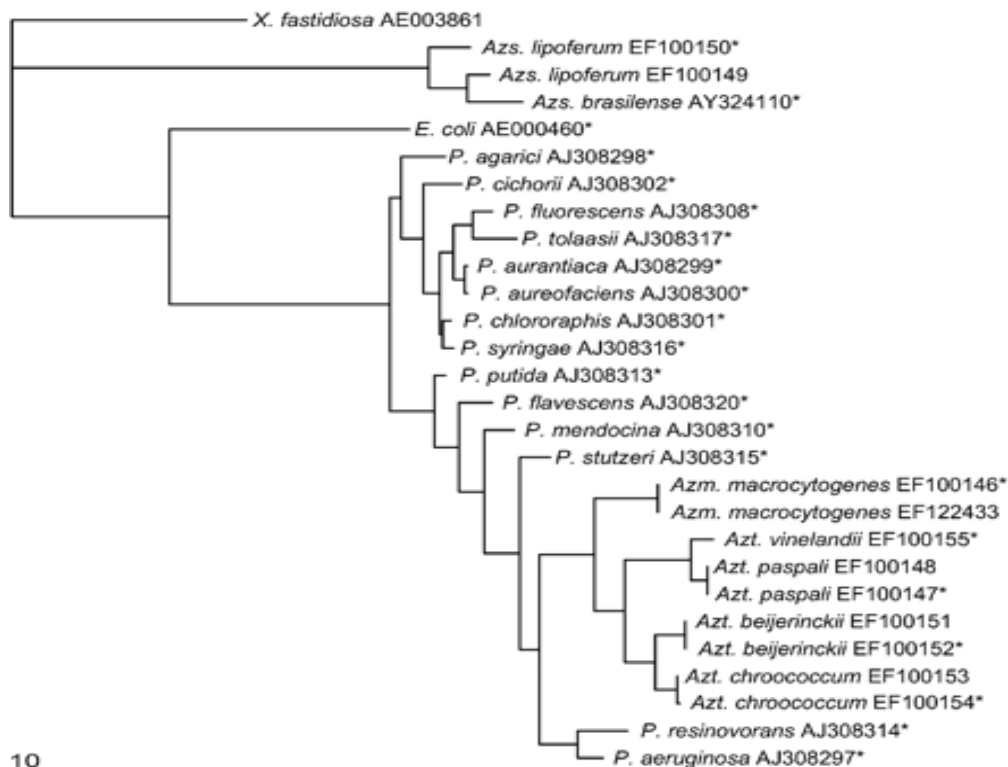 X. fastidiosa AE003861
Azs. lipoferum EF100150*
Azs. lipoferum EF100149
Azs. brasilense AY324110*
E. coli AE000460*
P. agarici AJ308298*
P. cichorii AJ308302*
P. fluorescens AJ308308*
P. tolaasii AJ308317*
P. aurantiaca AJ308299*
P. aureofaciens AJ308300*
P. chlororaphis AJ308301*
P. syringae AJ308316*
P. putida AJ308313*
P. flavescens AJ308320*
P. mendocina AJ308310*
P. stutzeri AJ308315*
Azm. macrocytogenes EF100146*
Azm. macrocytogenes EF122433
Azt. vinelandii EF100155*
Azt. paspali EF100148
Azt. paspali EF100147*
Azt. beijerinckii EF100151
Azt. beijerinckii EF100152*
Azt. chroococcum EF100153
Azt. chroococcum EF100154*
P. resinovorans AJ308314*
P. aeruginosa AJ308297*
10